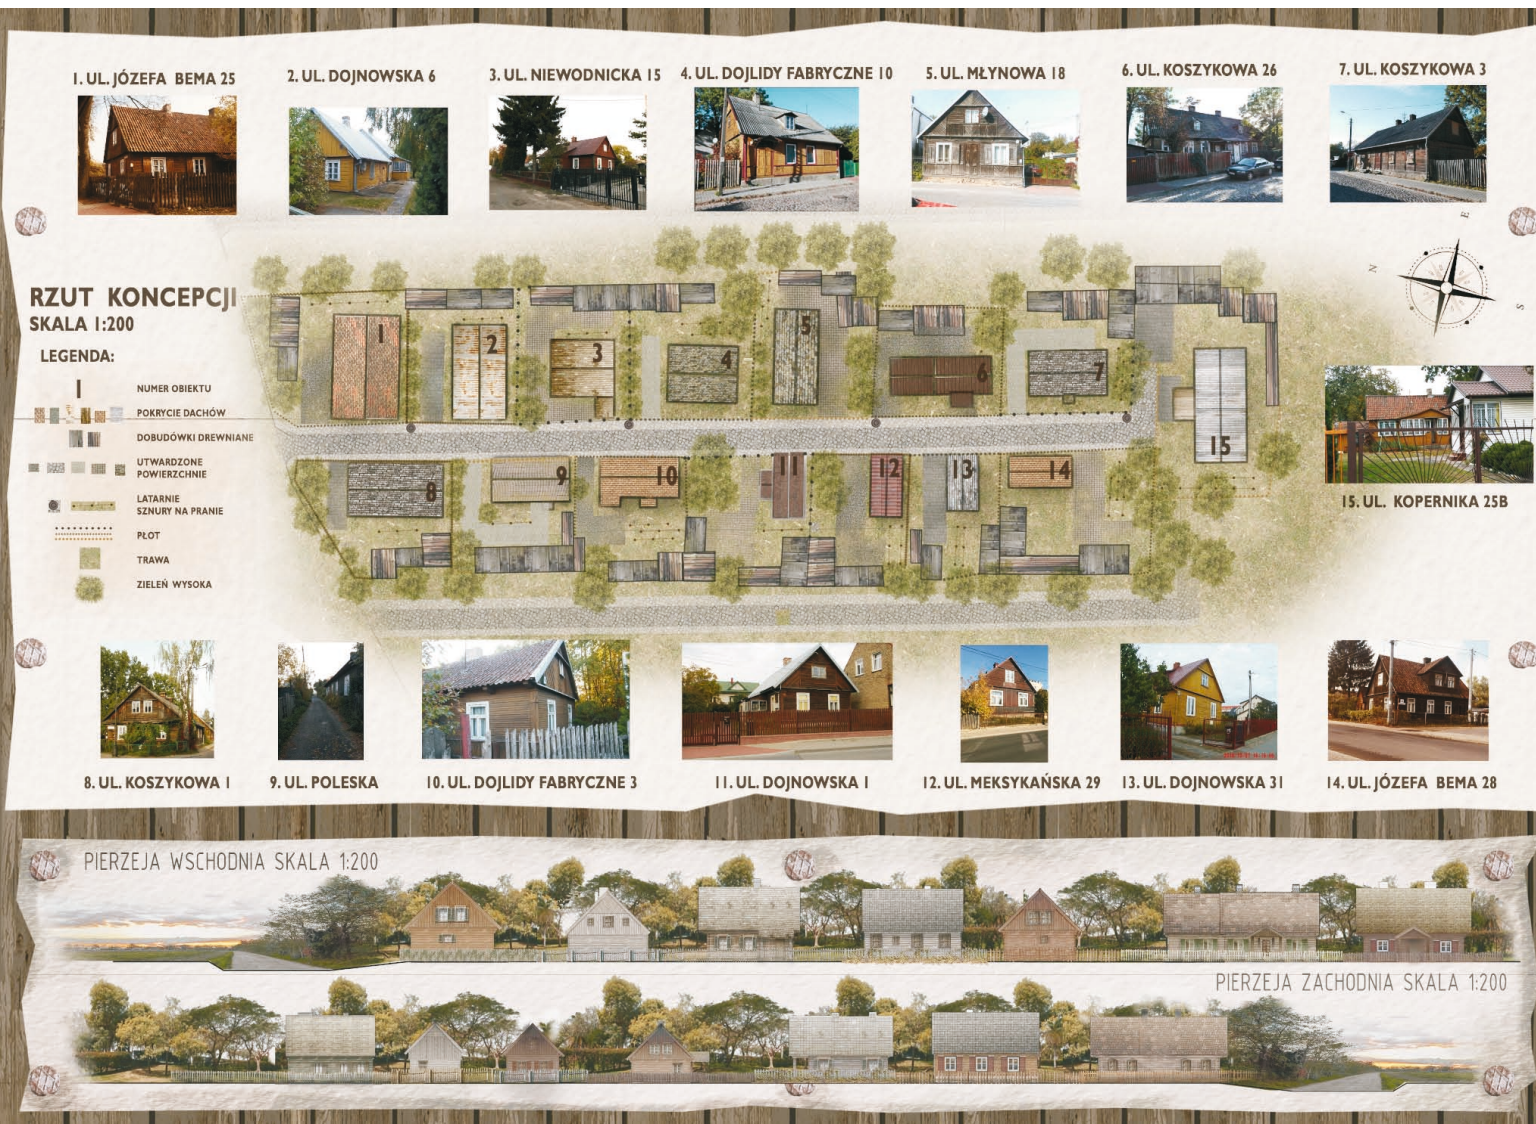 1. UL. JÓZEFA BEMA 25
2. UL. DOJNOWSKA 6
3. UL. NIEWODNICKA 15
4. UL. DOJLIDY FABRYCZNE 10
5. UL. MŁYNOWA 18
6. UL. KOSZYKOWA 26
7. UL. KOSZYKOWA 3
E
N
S
RZUT KONCEPCJI
SKALA 1:200
LEGENDA:
NUMER OBIEKTU
POKRYCIE DACHÓW
DOBUDÓWKI DREWNIANE
UTWARDZONE
POWIERZCHNIE
LATARNIE
SZNURY NA PRANIE
PŁOT
TRAWA
ZIELEŃ WYSOKA
1
2
3
4
5
6
7
15
8
9
10
11
12
13
14
15. UL. KOPERNIKA 25B
8. UL. KOSZYKOWA 1
9. UL. POLESKA
10. UL. DOJLIDY FABRYCZNE 3
11. UL. DOJNOWSKA 1
12. UL. MEKSYKAŃSKA 29
13. UL. DOJNOWSKA 31
14. UL. JÓZEFA BEMA 28
PIERZEJA WSCHODNIA SKALA 1:200
PIERZEJA ZACHODNIA SKALA 1:200